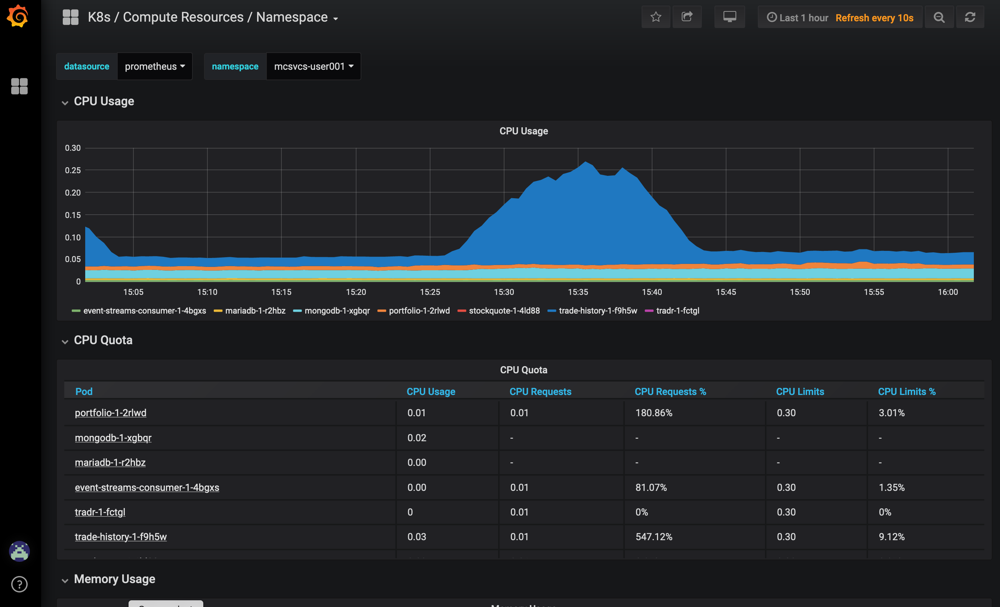 K8s / Compute Resources / Namespace
Last 1 hour Refresh every 10s
datasource prometheus namespace mcsvcs-user001
CPU Usage
CPU Usage
0.30
0.25
0.20
0.15
0.10
0.05
0
15:05 15:10 15:15 15:20 15:25 15:30 15:35 15:40 15:45 15:50 15:55 16:00
event-streams-consumer-1-4bgxs mariadb-1-r2hbz mongodb-1-xgbqr portfolio-1-2rlwd stockquote-1-4ld88 trade-history-1-f9h5w tradr-1-fctgl
CPU Quota
CPU Quota
Pod CPU Usage CPU Requests CPU Requests % CPU Limits CPU Limits %
portfolio-1-2rlwd 0.01 0.01 180.86% 0.30 3.01%
mongodb-1-xgbqr 0.02 - - - -
mariadb-1-r2hbz 0.00 - - - -
event-streams-consumer-1-4bgxs 0.00 0.01 81.07% 0.30 1.35%
tradr-1-fctgl 0 0.01 0% 0.30 0%
trade-history-1-f9h5w 0.03 0.01 547.12% 0.30 9.12%
Memory Usage
?
Memory Usage